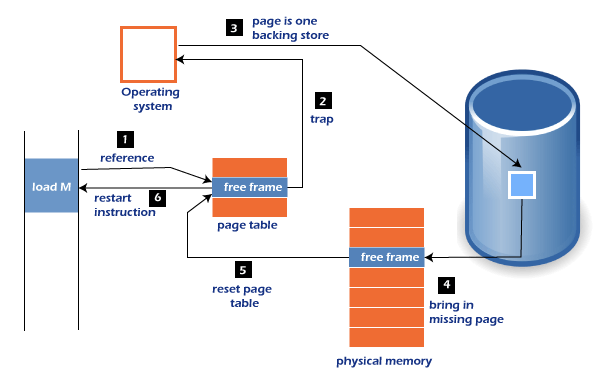 3
page is one
backing store
Operating
system
2
trap
1
reference
load M
free frame
restart
instruction
6
page table
free frame
5
reset page
table
4
bring in
missing page
physical memory